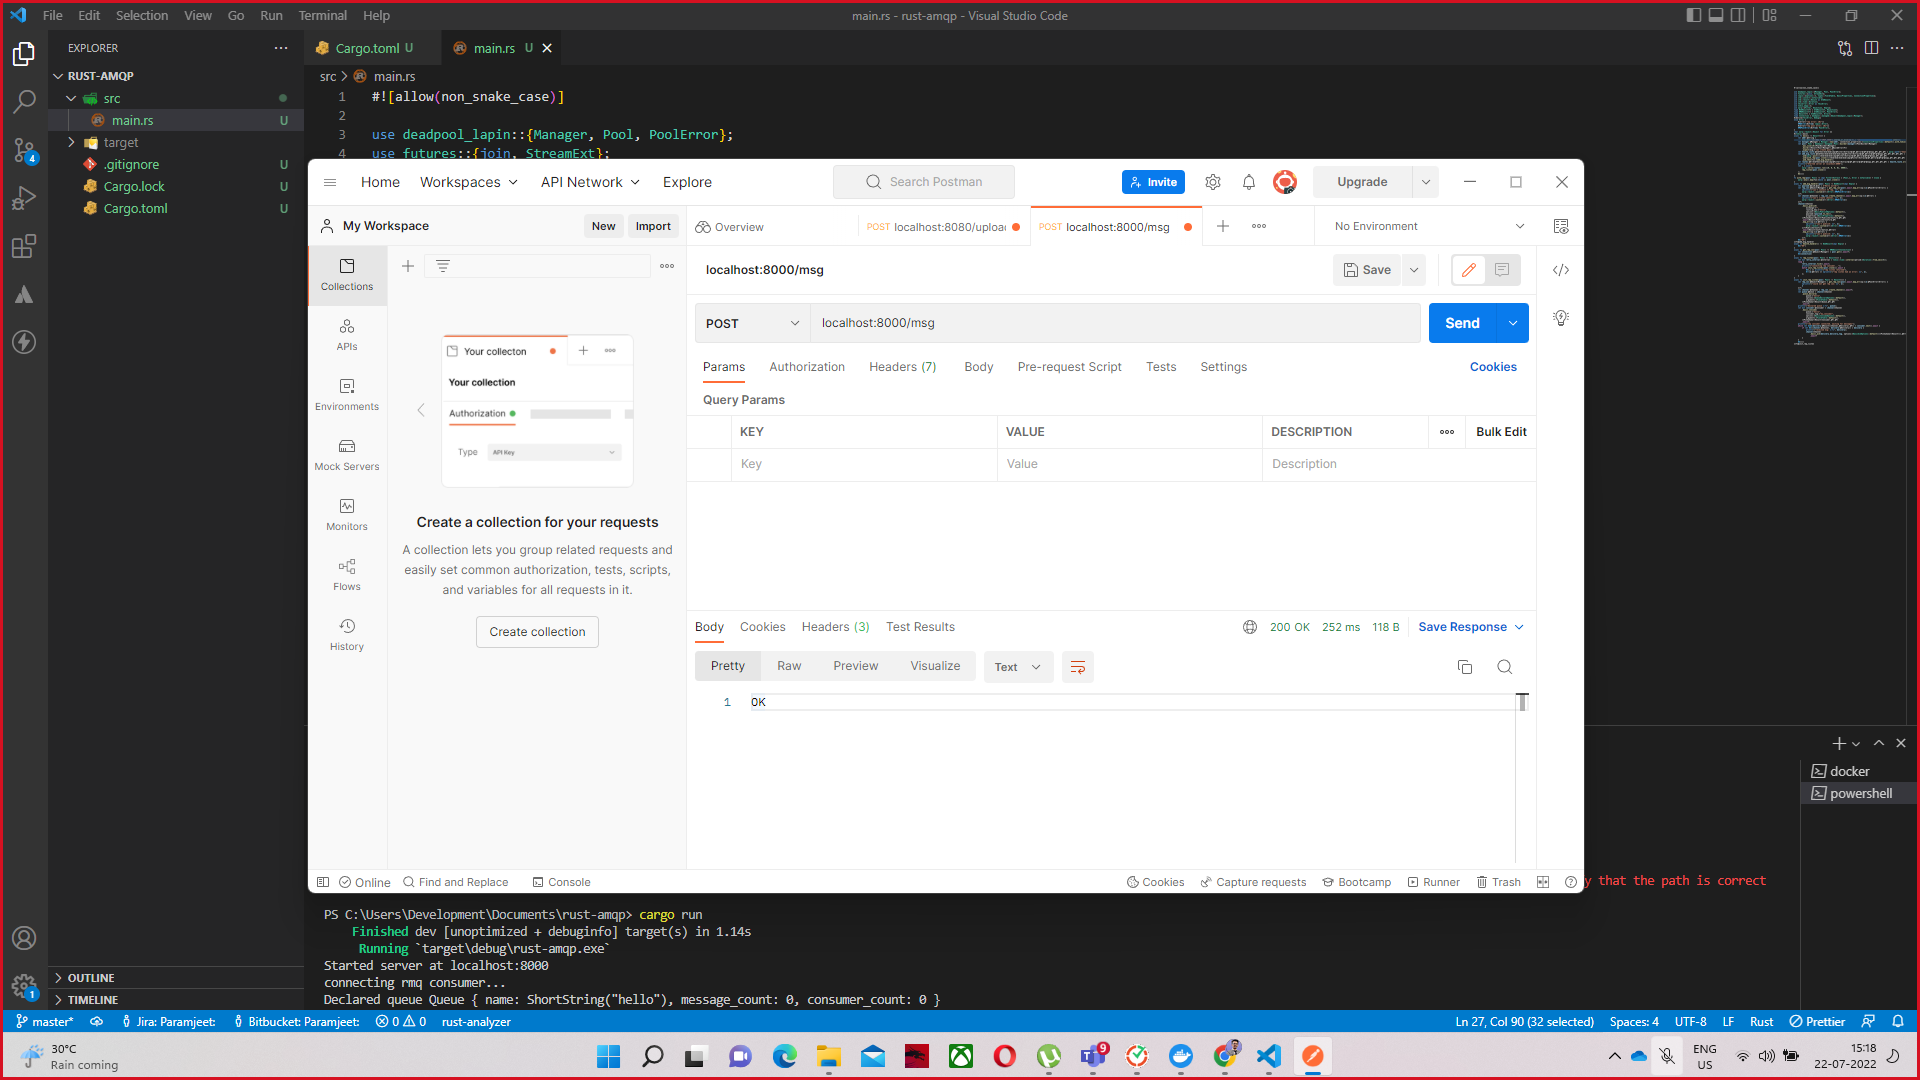 File Edit Selection View Go Run Terminal Help
main.rs - rust-amqp - Visual Studio Code
EXPLORER
RUST-AMQP
src
main.rs U
target
.gitignore U
Cargo.lock U
Cargo.toml U
OUTLINE
TIMELINE
4
1
Cargo.toml U
main.rs U
src > main.rs
1 #![allow(non_snake_case)]
2
3 use deadpool_lapin::{Manager, Pool, PoolError};
4 use futures::{join, StreamExt};
Home Workspaces API Network Explore
Search Postman
Invite
Upgrade
My Workspace
New Import
Overview
POST localhost:8080/uploa
POST localhost:8000/msg
No Environment
Collections
APIs
Environments
Mock Servers
Monitors
Flows
History
Your collecton
Your collection
Authorization
Type API Key
Create a collection for your requests
A collection lets you group related requests and
easily set common authorization, tests, scripts,
and variables for all requests in it.
Create collection
localhost:8000/msg
Save
POST localhost:8000/msg
Send
Params Authorization Headers (7) Body Pre-request Script Tests Settings
Cookies
Query Params
KEY VALUE DESCRIPTION
Bulk Edit
Key Value Description
Body Cookies Headers (3) Test Results
200 OK 252 ms 118 B
Save Response
Pretty Raw Preview Visualize
Text
1 OK
Online Find and Replace Console
Cookies Capture requests Bootcamp Runner Trash
y that the path is correct
docker
powershell
PS C:\Users\Development\Documents\rust-amqp> cargo run
Finished dev [unoptimized + debuginfo] target(s) in 1.14s
Running `target\debug\rust-amqp.exe`
Started server at localhost:8000
connecting rmq consumer...
Declared queue Queue { name: ShortString("hello"), message_count: 0, consumer_count: 0 }
master* Jira: Paramjeet: Bitbucket: Paramjeet: 0 0 rust-analyzer
Ln 27, Col 90 (32 selected) Spaces: 4 UTF-8 LF Rust Prettier
30°C
Rain coming
9
ENG
US
15:18
22-07-2022